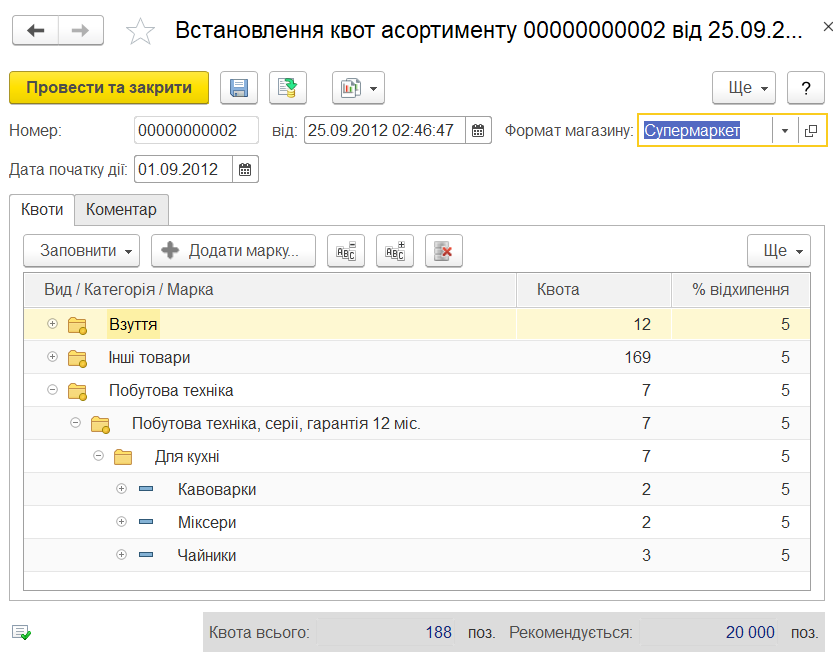 Встановлення квот асортименту 00000000002 від 25.09.2...
Провести та закрити Ще ?
Номер: 00000000002 від: 25.09.2012 02:46:47 Формат магазину: Супермаркет
Дата початку дії: 01.09.2012
Квоти Коментар
Заповнити Додати марку... ABC ABC Ще
Вид / Категорія / Марка Квота % відхилення
Взуття 12 5
Інші товари 169 5
Побутова техніка 7 5
Побутова техніка, серії, гарантія 12 міс. 7 5
Для кухні 7 5
Кавоварки 2 5
Міксери 2 5
Чайники 3 5
Квота всього: 188 поз. Рекомендується: 20 000 поз.